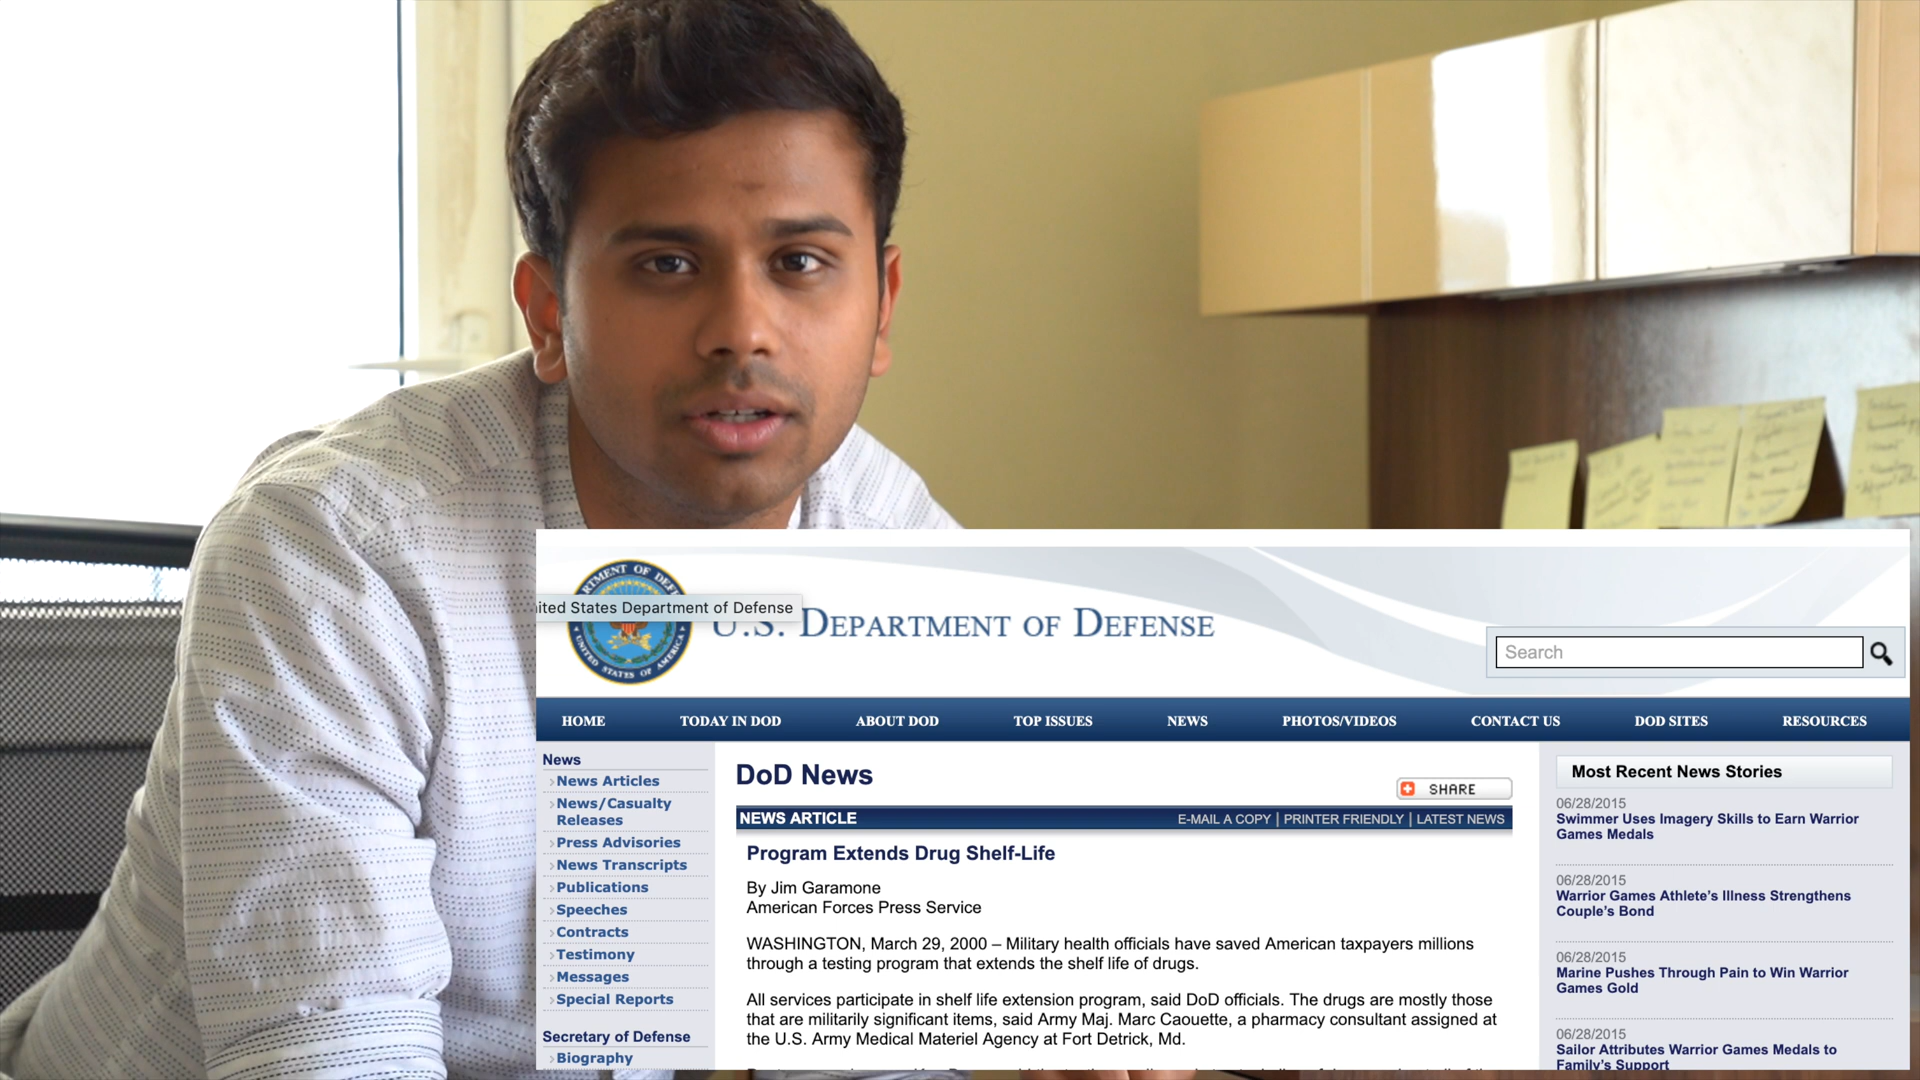 United States Department of Defense
DEPARTMENT OF DEFENSE
UNITED STATES OF AMERICA
U.S. DEPARTMENT OF DEFENSE
Search
HOME TODAY IN DOD ABOUT DOD TOP ISSUES NEWS PHOTOS/VIDEOS CONTACT US DOD SITES RESOURCES
News
News Articles
News/Casualty
Releases
Press Advisories
News Transcripts
Publications
Speeches
Contracts
Testimony
Messages
Special Reports
Secretary of Defense
Biography
DoD News
SHARE
NEWS ARTICLE
E-MAIL A COPY | PRINTER FRIENDLY | LATEST NEWS
Program Extends Drug Shelf-Life
By Jim Garamone
American Forces Press Service
WASHINGTON, March 29, 2000 – Military health officials have saved American taxpayers millions
through a testing program that extends the shelf life of drugs.
All services participate in shelf life extension program, said DoD officials. The drugs are mostly those
that are militarily significant items, said Army Maj. Marc Caouette, a pharmacy consultant assigned at
the U.S. Army Medical Materiel Agency at Fort Detrick, Md.
Most Recent News Stories
06/28/2015
Swimmer Uses Imagery Skills to Earn Warrior
Games Medals
06/28/2015
Warrior Games Athlete's Illness Strengthens
Couple's Bond
06/28/2015
Marine Pushes Through Pain to Win Warrior
Games Gold
06/28/2015
Sailor Attributes Warrior Games Medals to
Family's Support